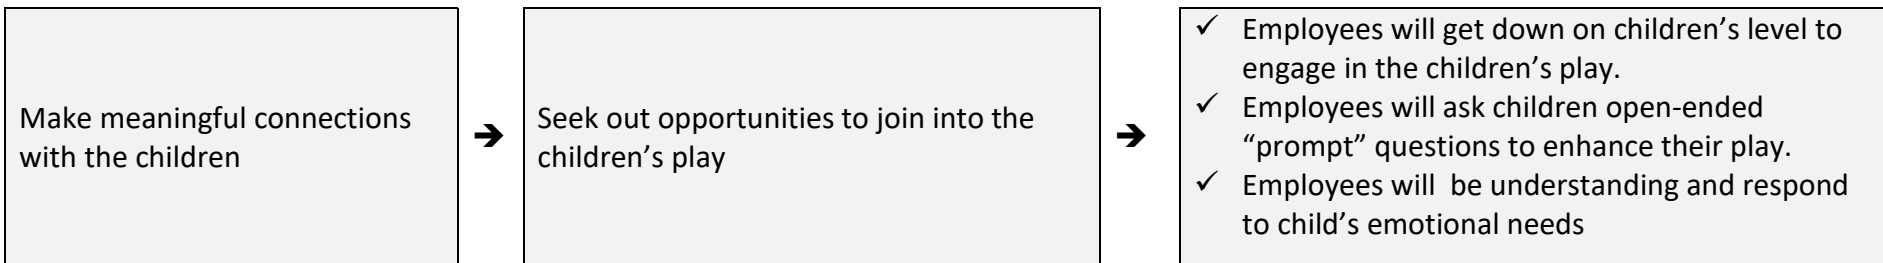 Make meaningful connections
with the children
➔
Seek out opportunities to join into the
children’s play
➔
✓ Employees will get down on children’s level to
engage in the children’s play.
✓ Employees will ask children open-ended
“prompt” questions to enhance their play.
✓ Employees will  be understanding and respond
to child’s emotional needs